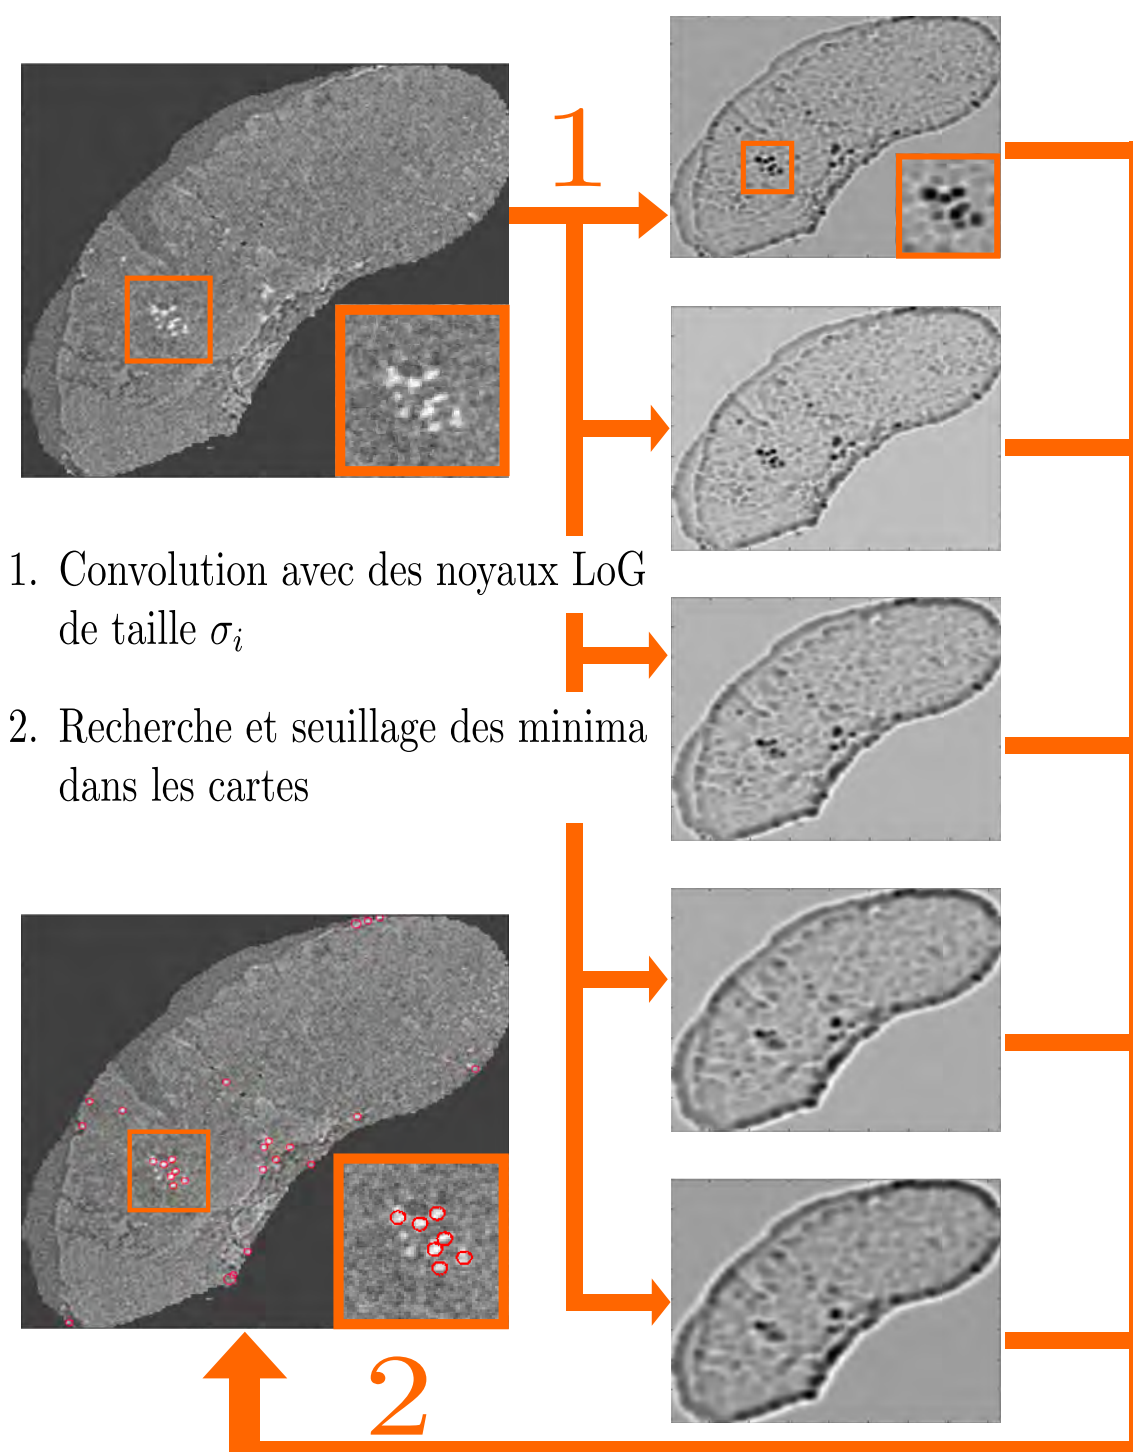 1
1. Convolution avec des noyaux LoG
de taille σᵢ
2. Recherche et seuillage des minima
dans les cartes
2